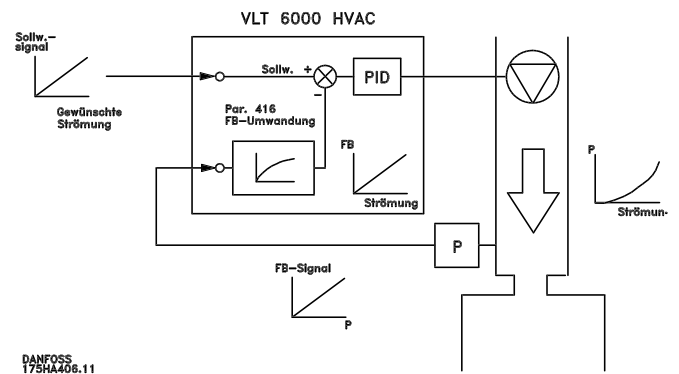 VLT 6000 HVAC
Sollw.-
signal
Gewünschte
Strömung
Sollw. +
-
PID
Par. 416
FB-Umwandung
FB
Strömung
P
Strömun-
P
FB-Signal
P
DANFOSS
175HA406.11